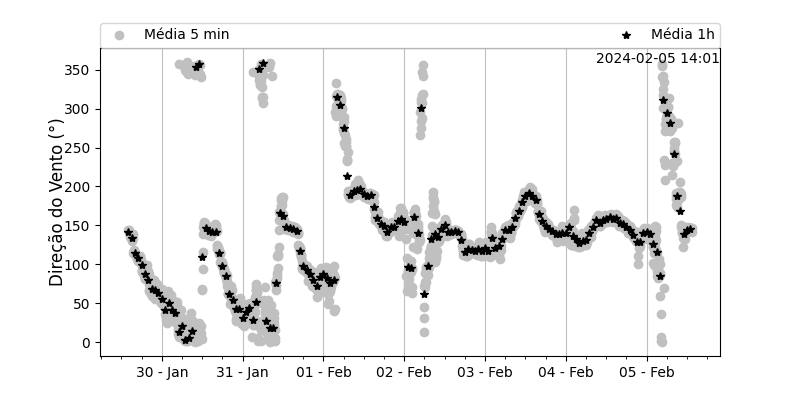 Média 5 min
Média 1h
2024-02-05 14:01
Direção do Vento (°)
350
300
250
200
150
100
50
0
30 - Jan
31 - Jan
01 - Feb
02 - Feb
03 - Feb
04 - Feb
05 - Feb